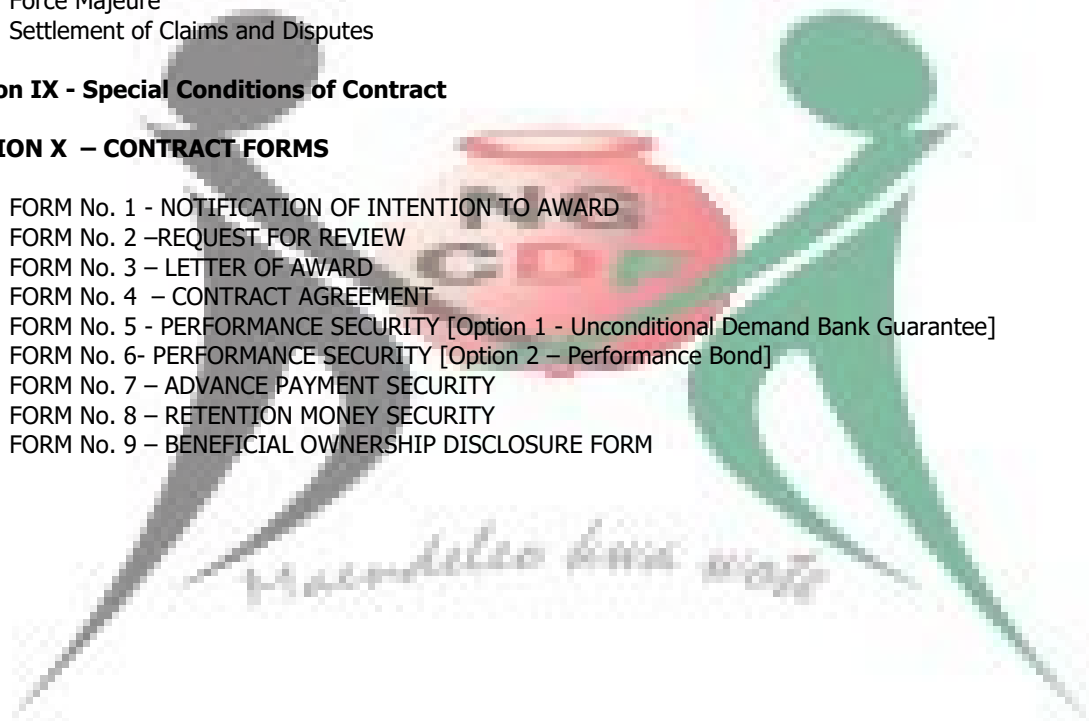 Force Majeure
Settlement of Claims and Disputes
on IX - Special Conditions of Contract
ION X – CONTRACT FORMS
FORM No. 1 - NOTIFICATION OF INTENTION TO AWARD
FORM No. 2 –REQUEST FOR REVIEW
FORM No. 3 – LETTER OF AWARD
FORM No. 4 – CONTRACT AGREEMENT
FORM No. 5 - PERFORMANCE SECURITY [Option 1 - Unconditional Demand Bank Guarantee]
FORM No. 6- PERFORMANCE SECURITY [Option 2 – Performance Bond]
FORM No. 7 – ADVANCE PAYMENT SECURITY
FORM No. 8 – RETENTION MONEY SECURITY
FORM No. 9 – BENEFICIAL OWNERSHIP DISCLOSURE FORM
NG
CDF
Maendeleo kwa wote